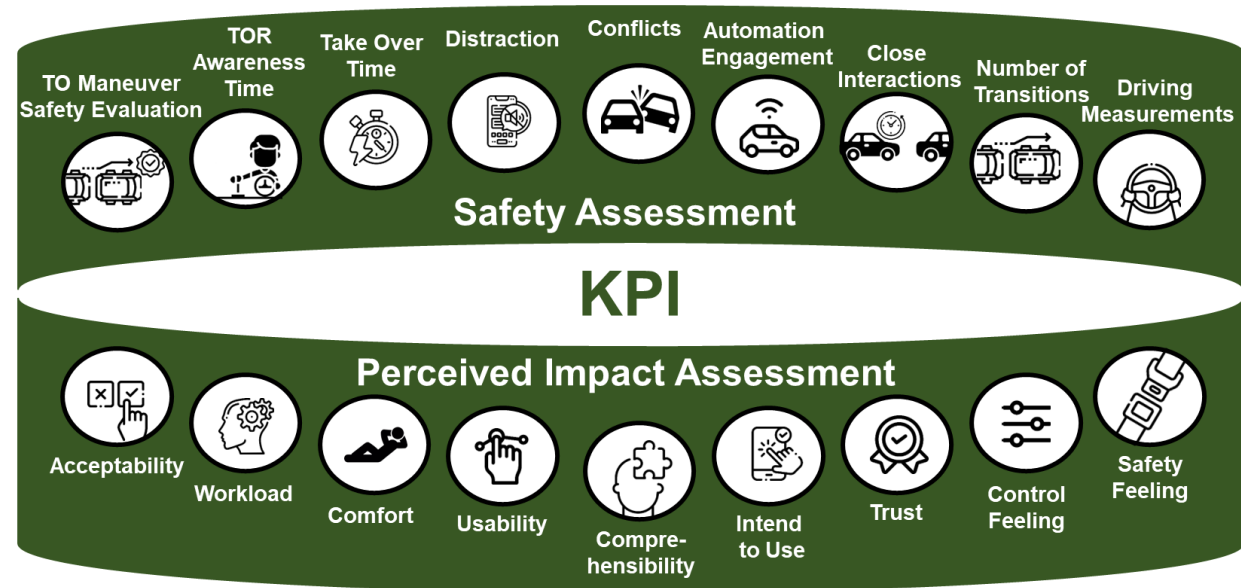 TO Maneuver
Safety Evaluation
TOR
Awareness
Time
Take Over
Time
Distraction
Conflicts
Automation
Engagement
Close
Interactions
Number of
Transitions
Driving
Measurements
Safety Assessment
KPI
Perceived Impact Assessment
Acceptability
Workload
Comfort
Usability
Compre-
hensibility
Intend
to Use
Trust
Control
Feeling
Safety
Feeling